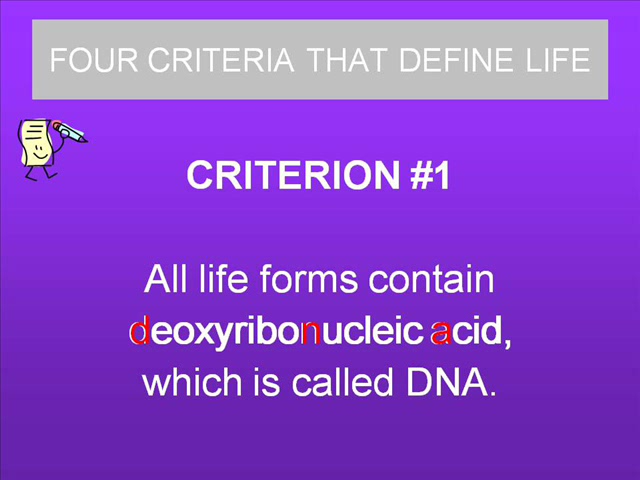 FOUR CRITERIA THAT DEFINE LIFE
CRITERION #1
All life forms contain
deoxyribonucleic acid,
which is called DNA.